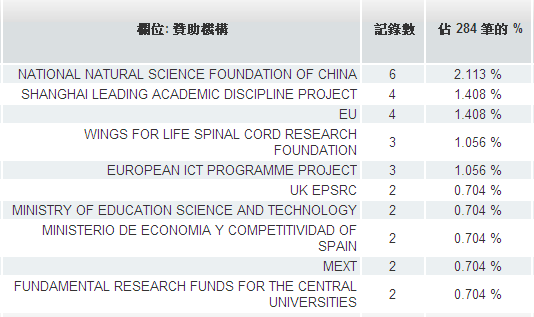 欄位: 贊助機構 記錄數 佔 284 筆的 %
NATIONAL NATURAL SCIENCE FOUNDATION OF CHINA 6 2.113 %
SHANGHAI LEADING ACADEMIC DISCIPLINE PROJECT 4 1.408 %
EU 4 1.408 %
WINGS FOR LIFE SPINAL CORD RESEARCH
FOUNDATION 3 1.056 %
EUROPEAN ICT PROGRAMME PROJECT 3 1.056 %
UK EPSRC 2 0.704 %
MINISTRY OF EDUCATION SCIENCE AND TECHNOLOGY 2 0.704 %
MINISTERIO DE ECONOMIA Y COMPETITIVIDAD OF
SPAIN 2 0.704 %
MEXT 2 0.704 %
FUNDAMENTAL RESEARCH FUNDS FOR THE CENTRAL
UNIVERSITIES 2 0.704 %